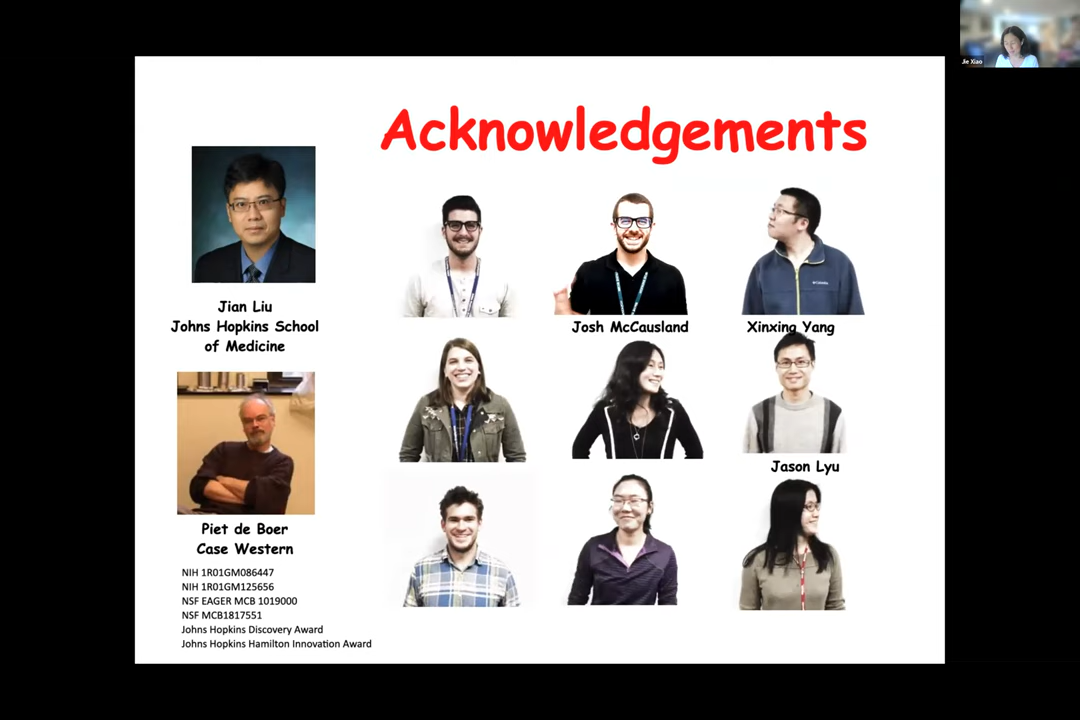 Jie Xiao
Acknowledgements
Jian Liu
Johns Hopkins School
of Medicine
Josh McCausland
Xinxing Yang
Jason Lyu
Piet de Boer
Case Western
NIH 1R01GM086447
NIH 1R01GM125656
NSF EAGER MCB 1019000
NSF MCB1817551
Johns Hopkins Discovery Award
Johns Hopkins Hamilton Innovation Award
Columbia